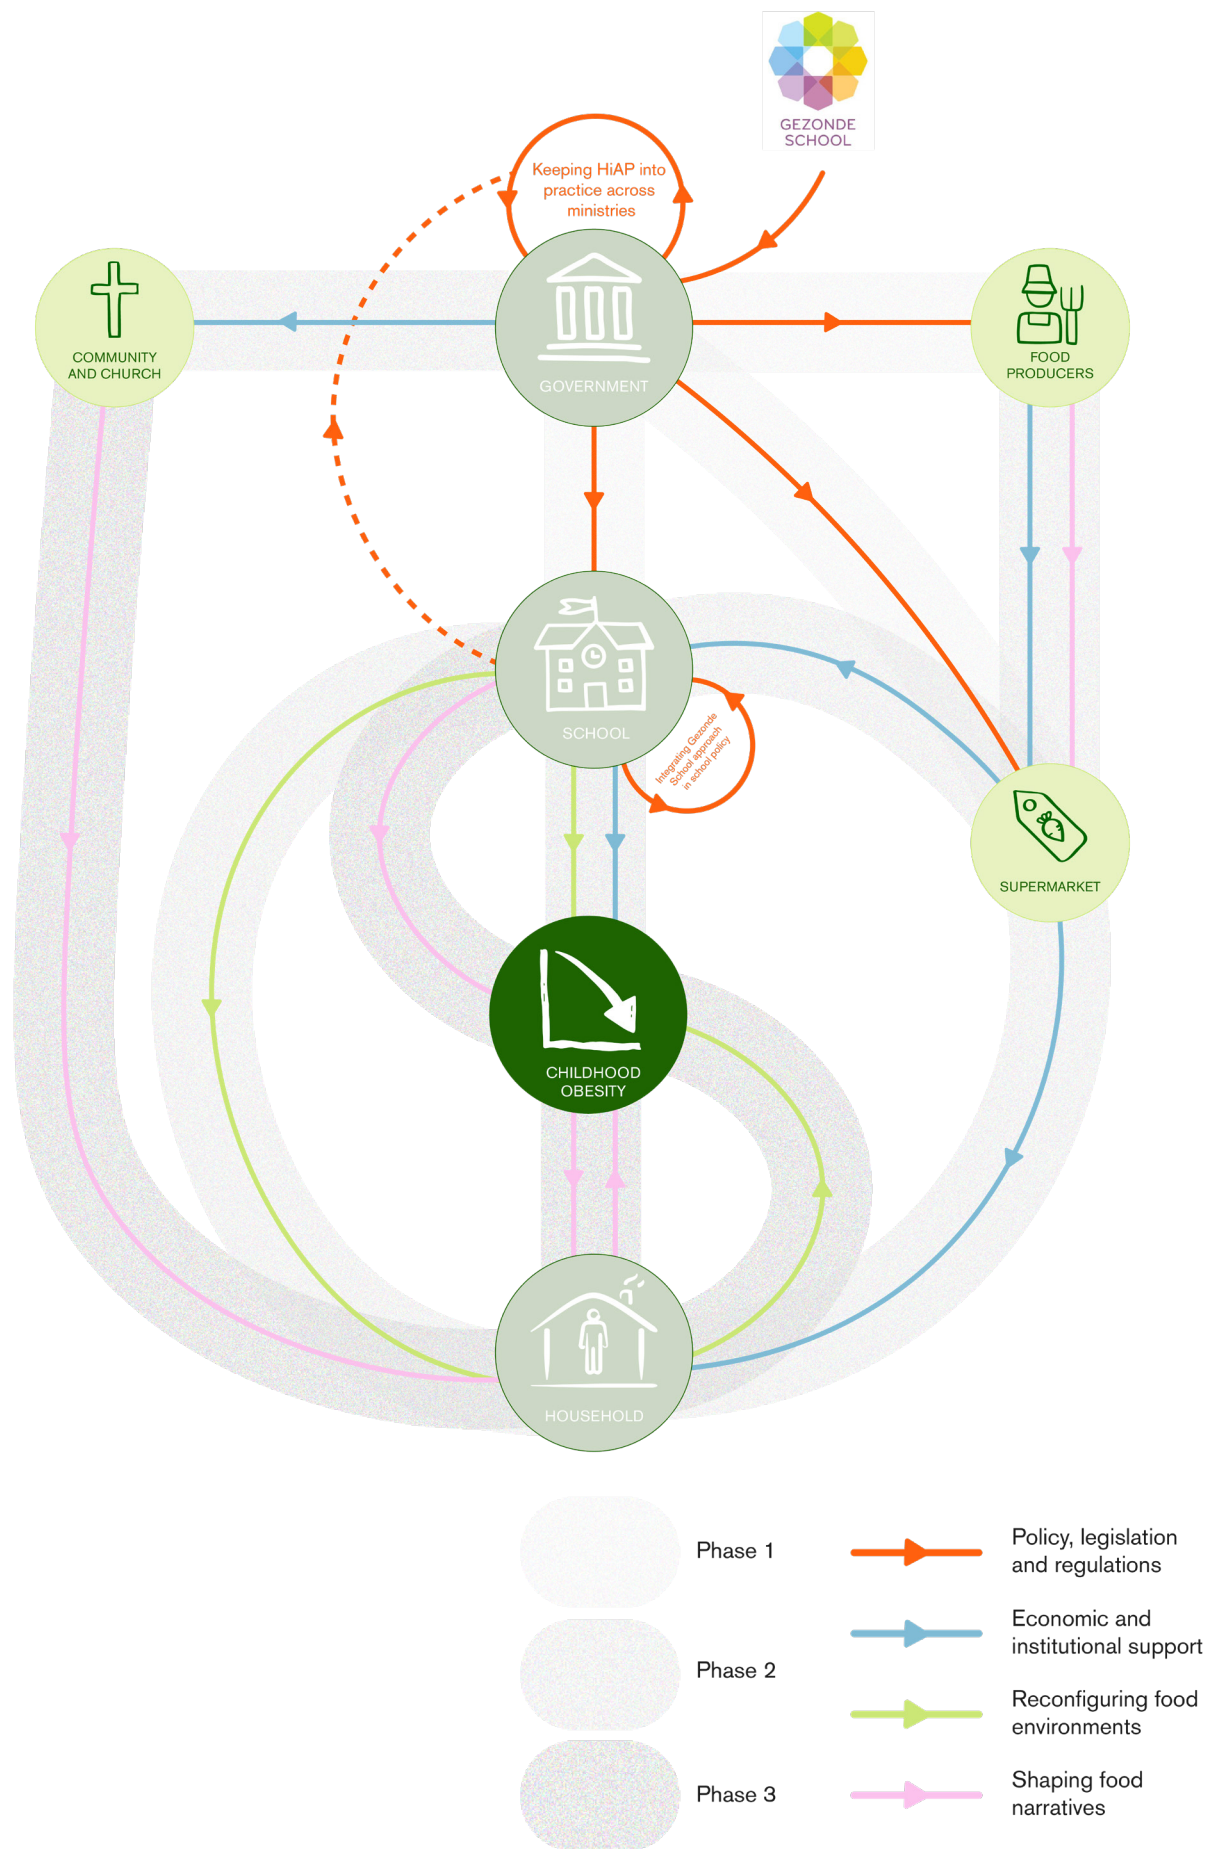 GEZONDE
SCHOOL
Keeping HiAP into
practice across
ministries
COMMUNITY
AND CHURCH
GOVERNMENT
FOOD
PRODUCERS
SCHOOL
Integrating Gezonde
School approach
in school policy
SUPERMARKET
CHILDHOOD
OBESITY
HOUSEHOLD
Phase 1
Phase 2
Phase 3
Policy, legislation
and regulations
Economic and
institutional support
Reconfiguring food
environments
Shaping food
narratives